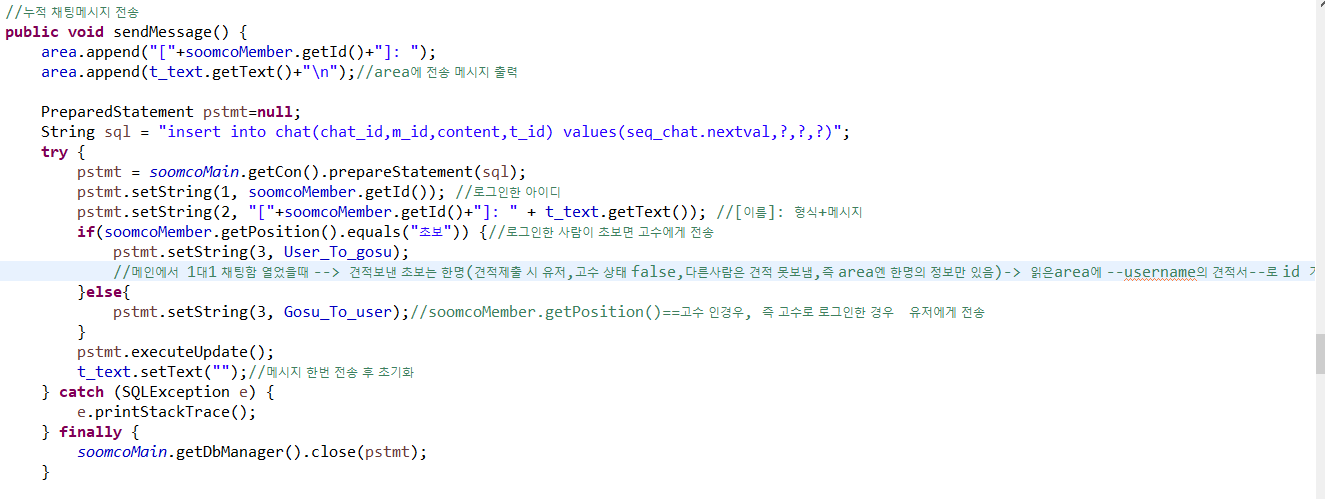 //누적 채팅메시지 전송
public void sendMessage() {
    area.append("["+soomcoMember.getId()+"]: ");
    area.append(t_text.getText()+"\n");//area에 전송 메시지 출력

    PreparedStatement pstmt=null;
    String sql = "insert into chat(chat_id,m_id,content,t_id) values(seq_chat.nextval,?,?,?)";
    try {
        pstmt = soomcoMain.getCon().prepareStatement(sql);
        pstmt.setString(1, soomcoMember.getId()); //로그인한 아이디
        pstmt.setString(2, "["+soomcoMember.getId()+"]: " + t_text.getText()); //[이름]: 형식+메시지
        if(soomcoMember.getPosition().equals("초보")) {//로그인한 사람이 초보면 고수에게 전송
            pstmt.setString(3, User_To_gosu);
            //메인에서 1대1 채팅함 열었을때 --> 견적보낸 초보는 한명(견적제출 시 유저,고수 상태 false,다른사람은 견적 못보냄,즉 area엔 한명의 정보만 있음)-> 읽은area에 --username의 견적서--로 id
        }else{
            pstmt.setString(3, Gosu_To_user);//soomcoMember.getPosition()==고수 인경우, 즉 고수로 로그인한 경우 유저에게 전송
        }
        pstmt.executeUpdate();
        t_text.setText("");//메시지 한번 전송 후 초기화
    } catch (SQLException e) {
        e.printStackTrace();
    } finally {
        soomcoMain.getDbManager().close(pstmt);
    }